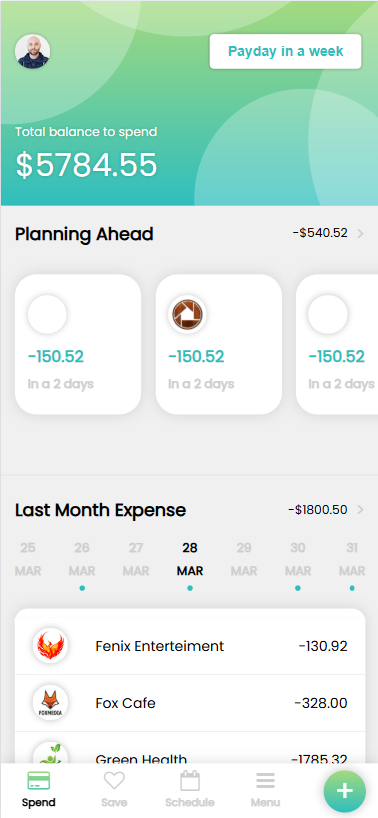 Payday in a week
Total balance to spend
$5784.55
Planning Ahead
-$540.52
-150.52
-150.52
-150.52
In a 2 days
In a 2 days
In a 2 days
Last Month Expense
-$1800.50
25 26 27 28 29 30 31
MAR MAR MAR MAR MAR MAR MAR
Fenix Enterteiment -130.92
FOXMEDIA
Fox Cafe -328.00
Green Health -1785.32
Spend Save Schedule Menu